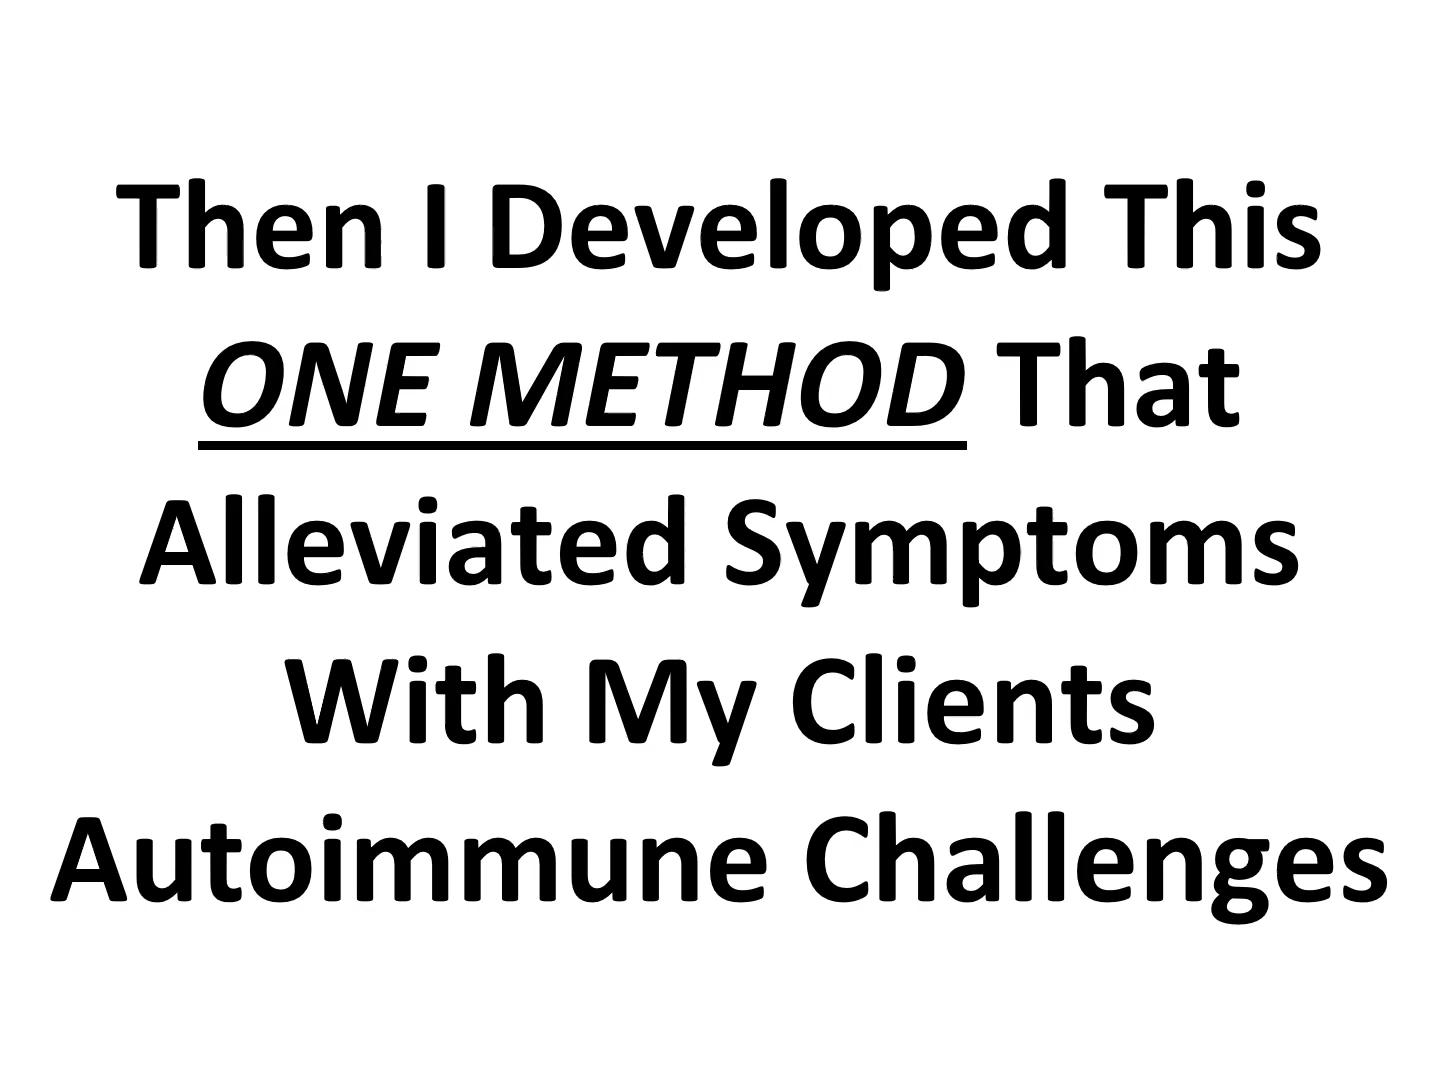 Then I Developed This
ONE METHOD That
Alleviated Symptoms
With My Clients
Autoimmune Challenges